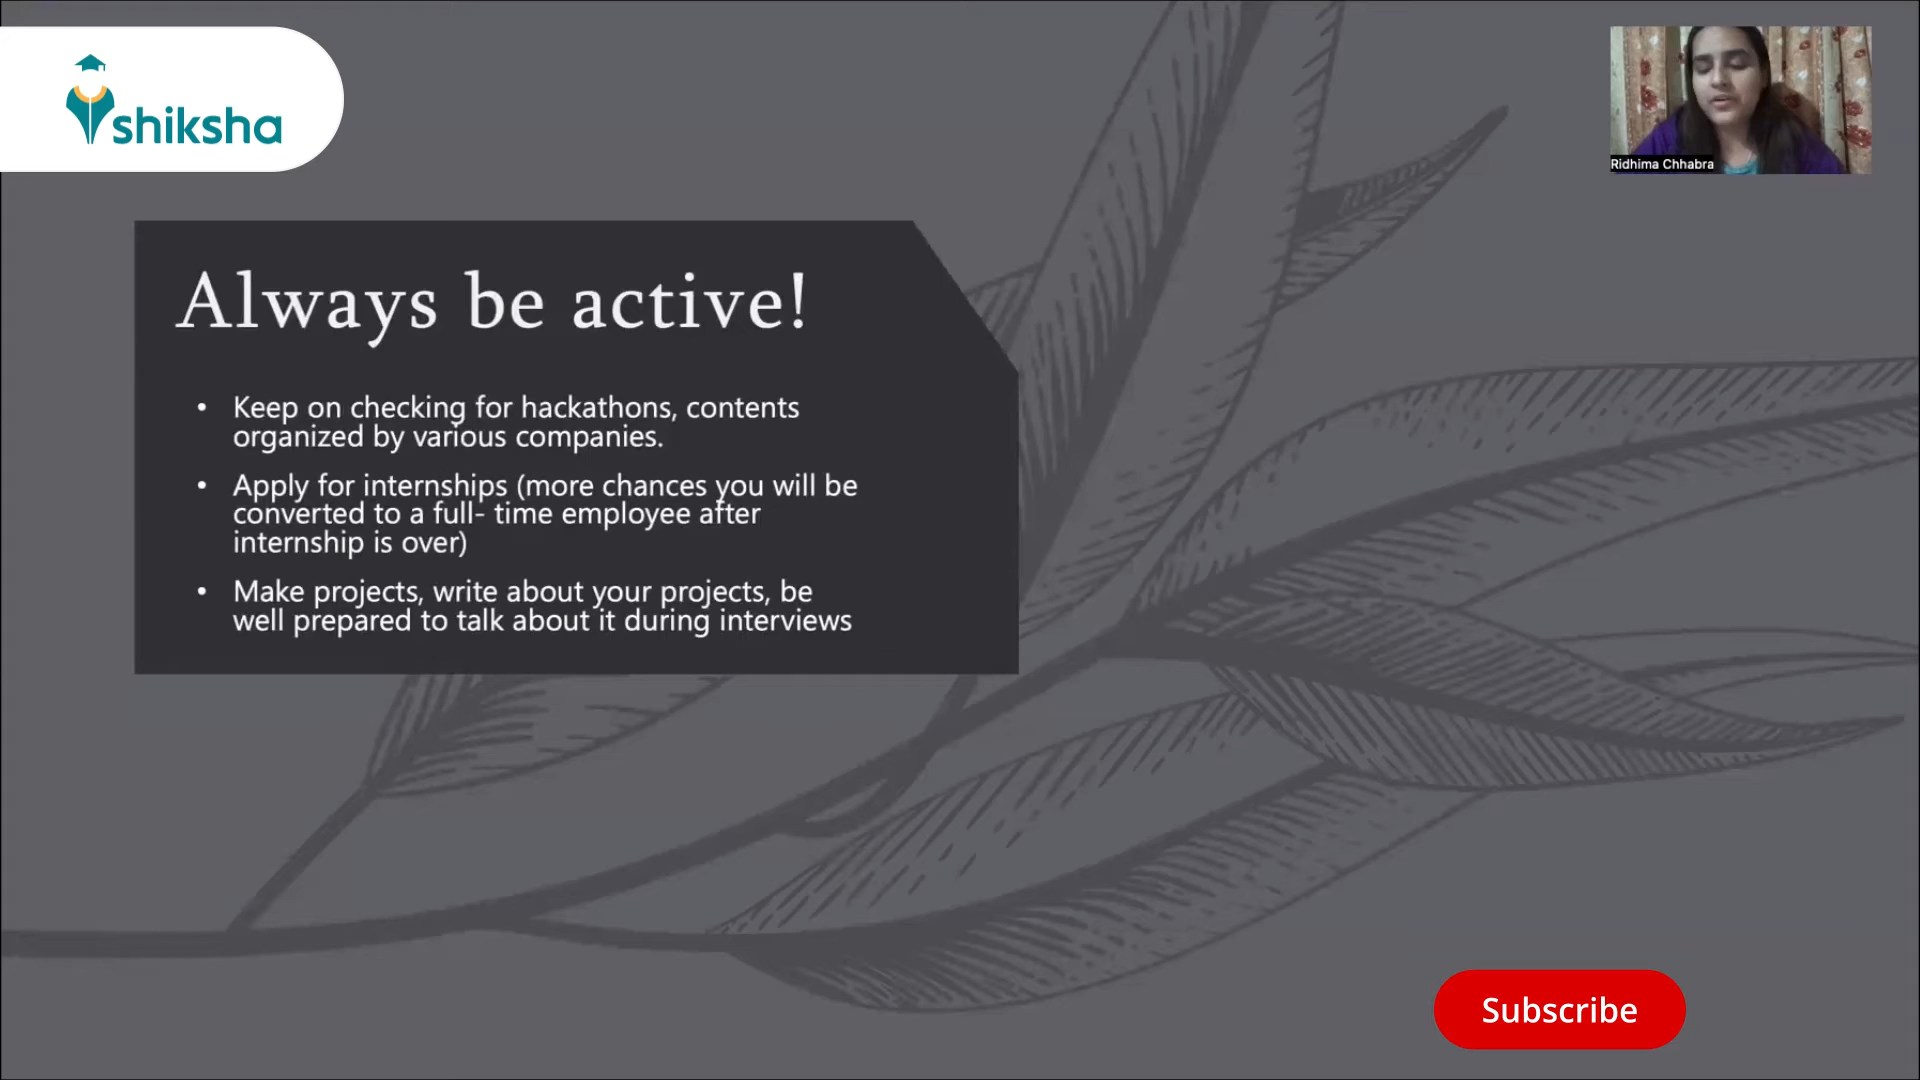 shiksha
Ridhima Chhabra
Always be active!
• Keep on checking for hackathons, contents
organized by various companies.
• Apply for internships (more chances you will be
converted to a full- time employee after
internship is over)
• Make projects, write about your projects, be
well prepared to talk about it during interviews
Subscribe